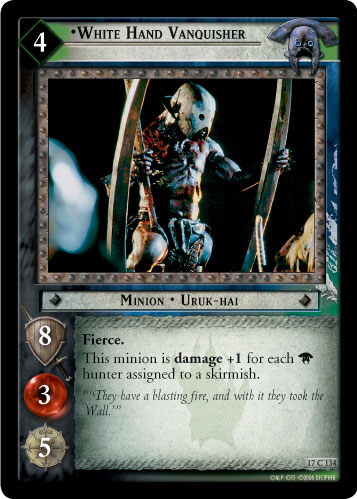 4
•White Hand Vanquisher
Minion • Uruk-hai
8
Fierce.
This minion is damage +1 for each
hunter assigned to a skirmish.
3
"'They have a blasting fire, and with it they took the
Wall.'"
5
17 C 134